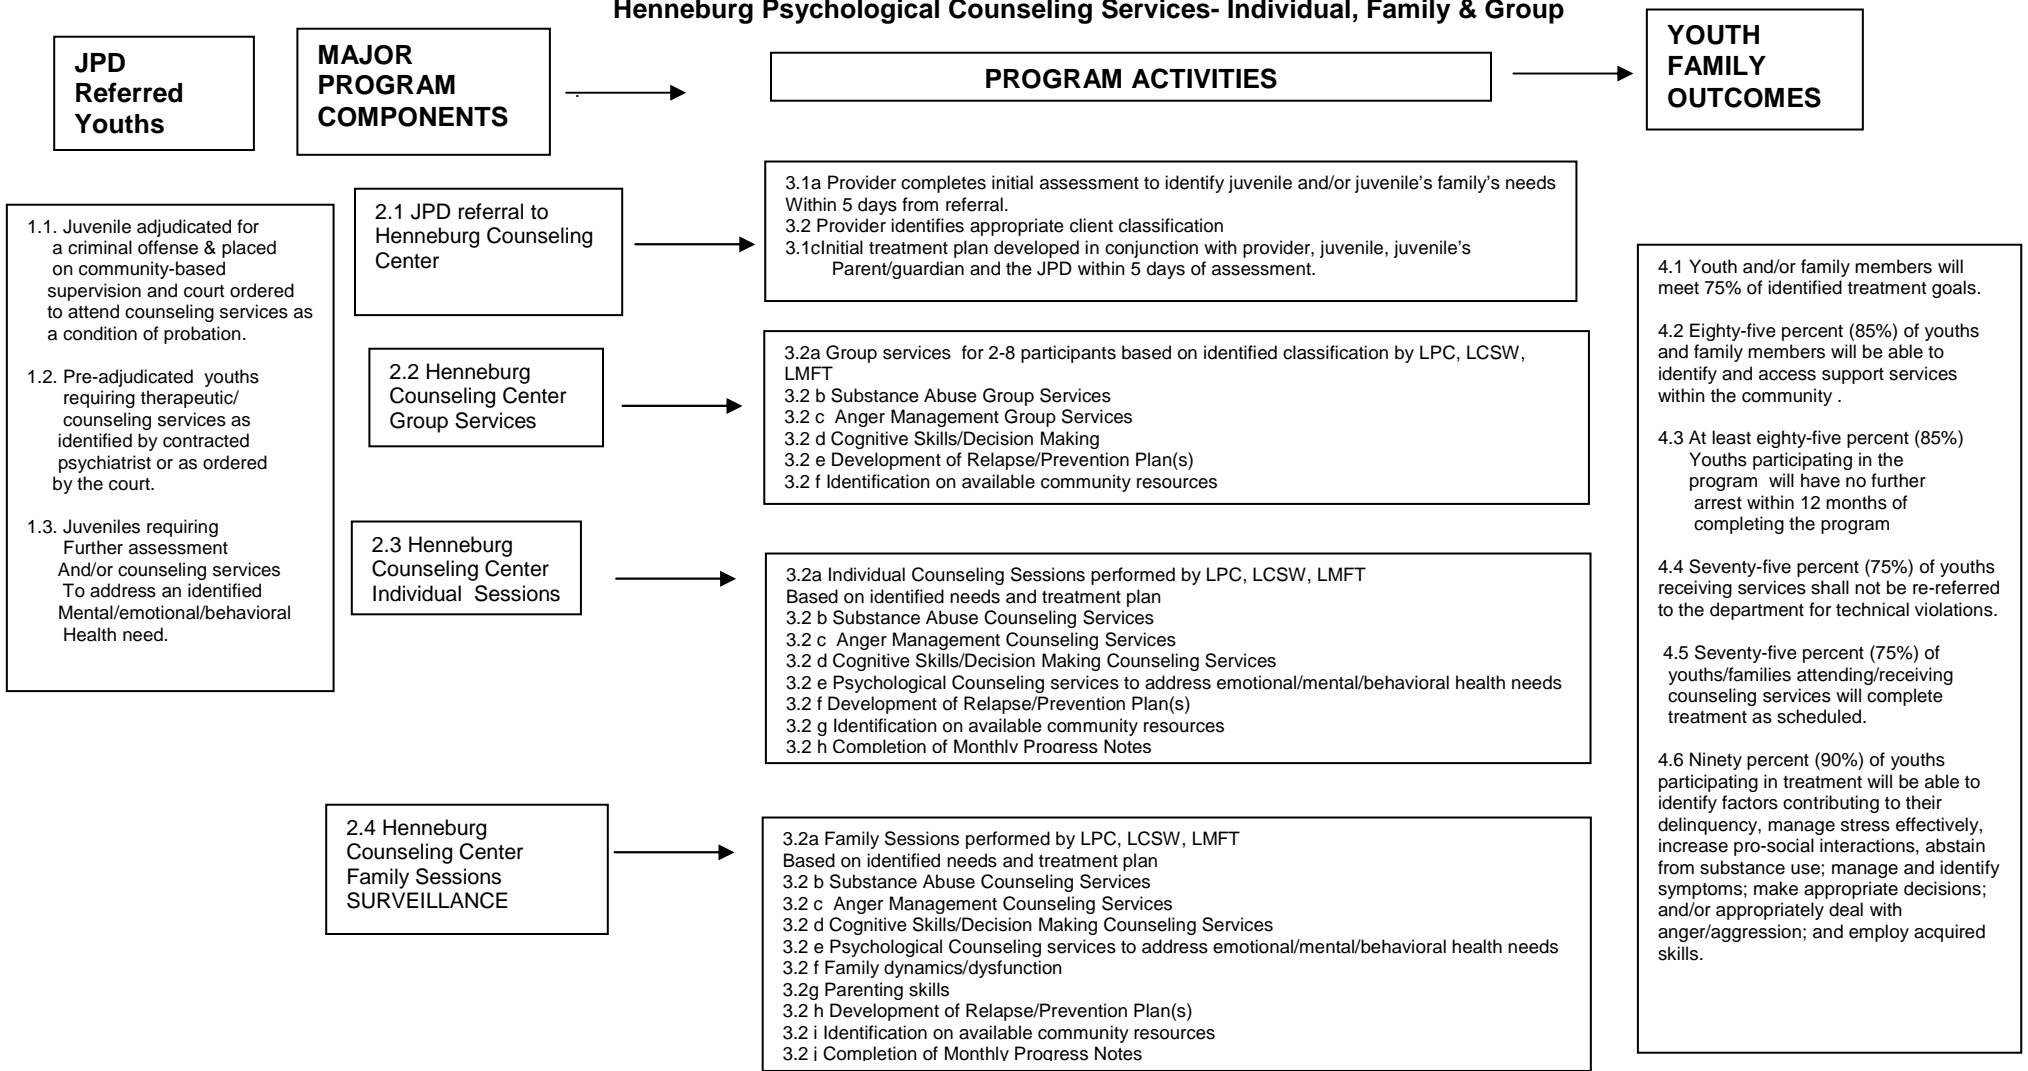 Henneburg Psychological Counseling Services- Individual, Family & Group
JPD
Referred
Youths
MAJOR
PROGRAM
COMPONENTS
PROGRAM ACTIVITIES
YOUTH
FAMILY
OUTCOMES
1.1. Juvenile adjudicated for
a criminal offense & placed
on community-based
supervision and court ordered
to attend counseling services as
a condition of probation.
1.2. Pre-adjudicated youths
requiring therapeutic/
counseling services as
identified by contracted
psychiatrist or as ordered
by the court.
1.3. Juveniles requiring
Further assessment
And/or counseling services
To address an identified
Mental/emotional/behavioral
Health need.
2.1 JPD referral to
Henneburg Counseling
Center
3.1a Provider completes initial assessment to identify juvenile and/or juvenile's family's needs
Within 5 days from referral.
3.2 Provider identifies appropriate client classification
3.1cInitial treatment plan developed in conjunction with provider, juvenile, juvenile's
Parent/guardian and the JPD within 5 days of assessment.
2.2 Henneburg
Counseling Center
Group Services
3.2a Group services for 2-8 participants based on identified classification by LPC, LCSW,
LMFT
3.2 b Substance Abuse Group Services
3.2 c Anger Management Group Services
3.2 d Cognitive Skills/Decision Making
3.2 e Development of Relapse/Prevention Plan(s)
3.2 f Identification on available community resources
2.3 Henneburg
Counseling Center
Individual Sessions
3.2a Individual Counseling Sessions performed by LPC, LCSW, LMFT
Based on identified needs and treatment plan
3.2 b Substance Abuse Counseling Services
3.2 c Anger Management Counseling Services
3.2 d Cognitive Skills/Decision Making Counseling Services
3.2 e Psychological Counseling services to address emotional/mental/behavioral health needs
3.2 f Development of Relapse/Prevention Plan(s)
3.2 g Identification on available community resources
3.2 h Completion of Monthly Progress Notes
2.4 Henneburg
Counseling Center
Family Sessions
SURVEILLANCE
3.2a Family Sessions performed by LPC, LCSW, LMFT
Based on identified needs and treatment plan
3.2 b Substance Abuse Counseling Services
3.2 c Anger Management Counseling Services
3.2 d Cognitive Skills/Decision Making Counseling Services
3.2 e Psychological Counseling services to address emotional/mental/behavioral health needs
3.2 f Family dynamics/dysfunction
3.2g Parenting skills
3.2 h Development of Relapse/Prevention Plan(s)
3.2 i Identification on available community resources
3.2 j Completion of Monthly Progress Notes
4.1 Youth and/or family members will
meet 75% of identified treatment goals.
4.2 Eighty-five percent (85%) of youths
and family members will be able to
identify and access support services
within the community .
4.3 At least eighty-five percent (85%)
Youths participating in the
program will have no further
arrest within 12 months of
completing the program
4.4 Seventy-five percent (75%) of youths
receiving services shall not be re-referred
to the department for technical violations.
4.5 Seventy-five percent (75%) of
youths/families attending/receiving
counseling services will complete
treatment as scheduled.
4.6 Ninety percent (90%) of youths
participating in treatment will be able to
identify factors contributing to their
delinquency, manage stress effectively,
increase pro-social interactions, abstain
from substance use; manage and identify
symptoms; make appropriate decisions;
and/or appropriately deal with
anger/aggression; and employ acquired
skills.